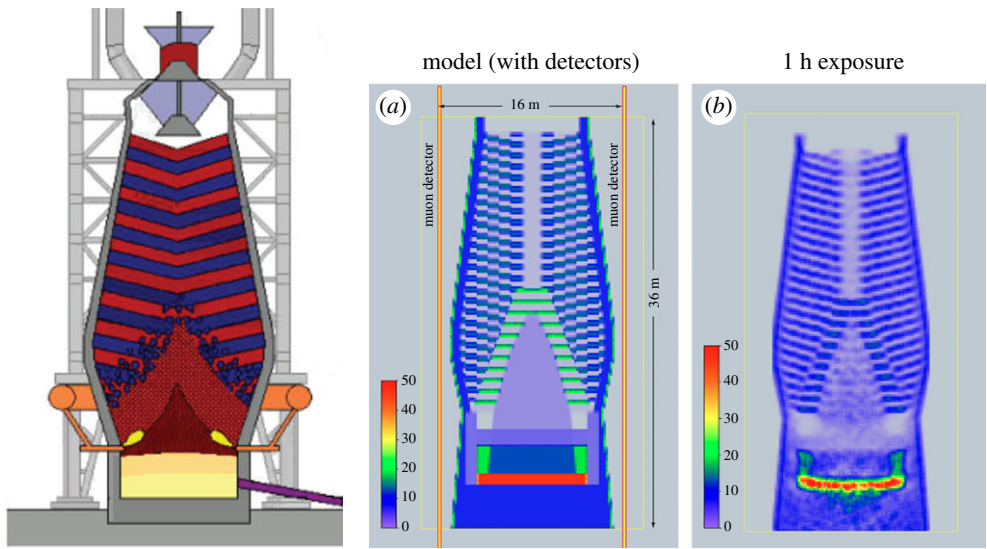 model (with detectors)
1 h exposure
(a)
16 m
(b)
muon detector
muon detector
36 m
50
40
30
20
10
0
50
40
30
20
10
0